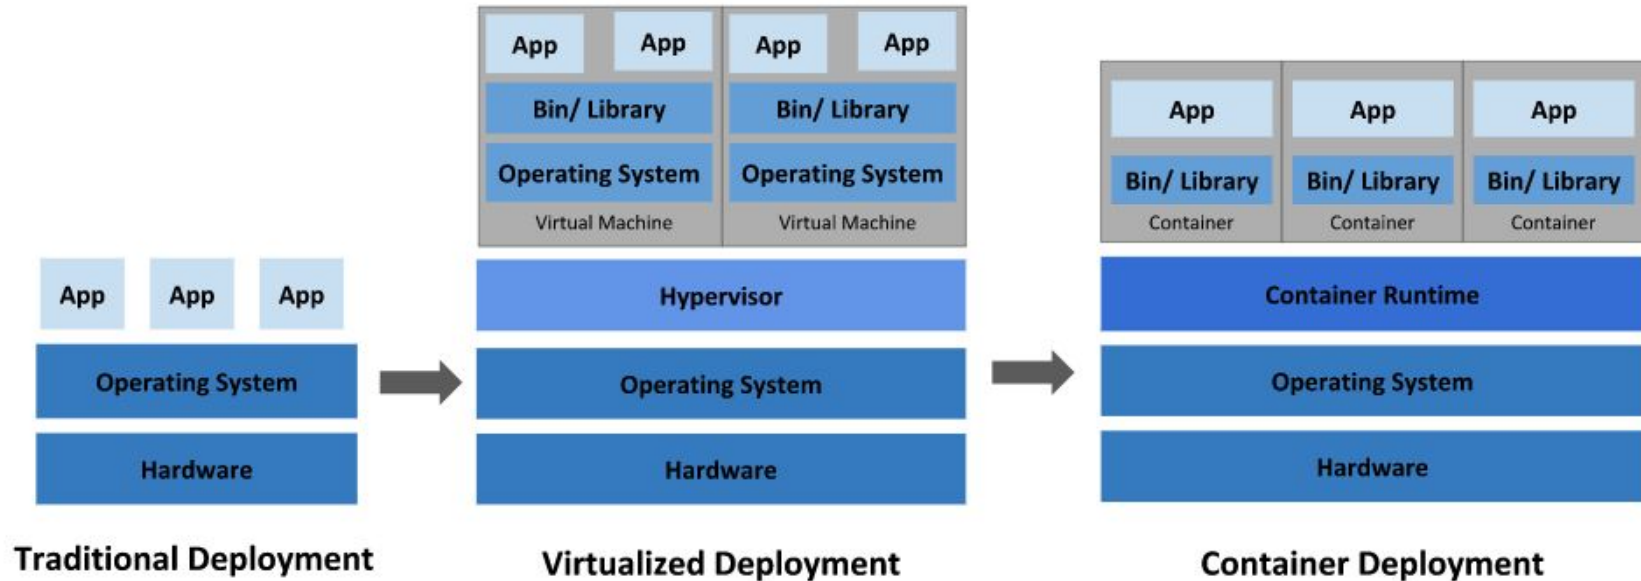 App App App
Operating System
Hardware
Traditional Deployment
App App App App
Bin/ Library Bin/ Library
Operating System Operating System
Virtual Machine Virtual Machine
Hypervisor
Operating System
Hardware
Virtualized Deployment
App App App
Bin/ Library Bin/ Library Bin/ Library
Container Container Container
Container Runtime
Operating System
Hardware
Container Deployment